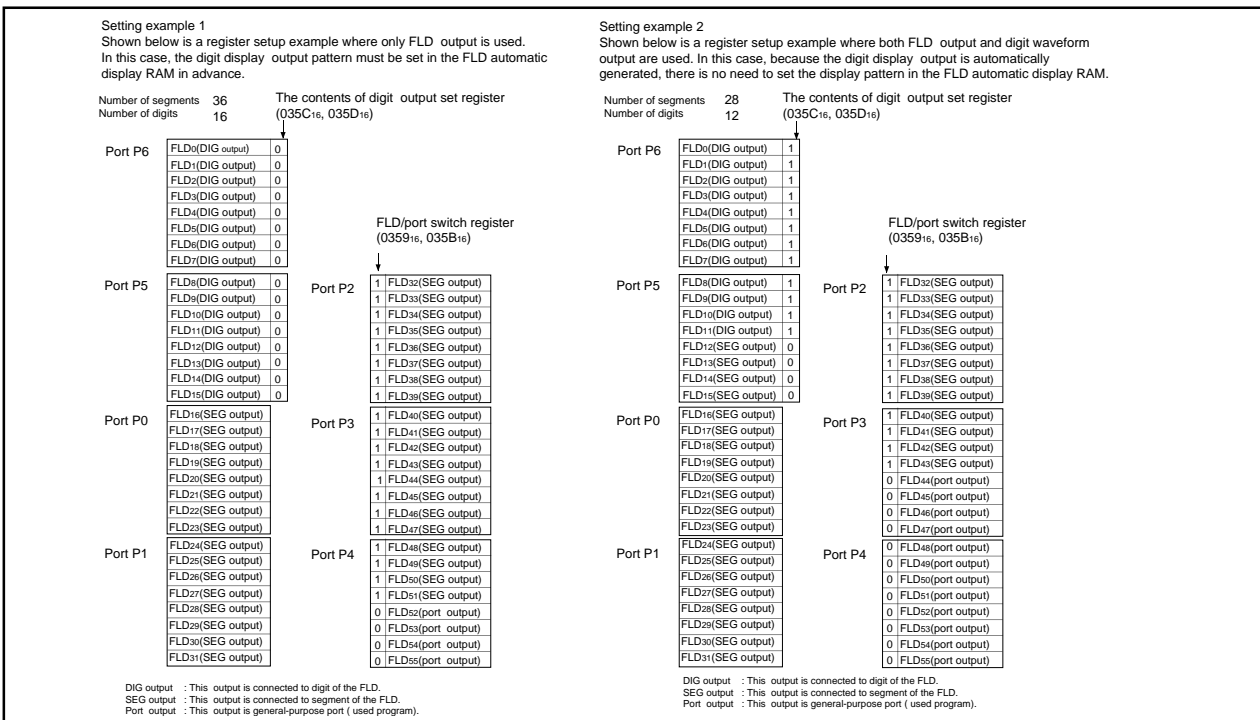 Setting example 1
Shown below is a register setup example where only FLD output is used.
In this case, the digit display output pattern must be set in the FLD automatic
display RAM in advance.
Number of segments 36
Number of digits 16
The contents of digit output set register
(035C16, 035D16)
Port P6
FLD0(DIG output) 0
FLD1(DIG output) 0
FLD2(DIG output) 0
FLD3(DIG output) 0
FLD4(DIG output) 0
FLD5(DIG output) 0
FLD6(DIG output) 0
FLD7(DIG output) 0
Port P5
FLD8(DIG output) 0
FLD9(DIG output) 0
FLD10(DIG output) 0
FLD11(DIG output) 0
FLD12(DIG output) 0
FLD13(DIG output) 0
FLD14(DIG output) 0
FLD15(DIG output) 0
Port P0
FLD16(SEG output)
FLD17(SEG output)
FLD18(SEG output)
FLD19(SEG output)
FLD20(SEG output)
FLD21(SEG output)
FLD22(SEG output)
FLD23(SEG output)
Port P1
FLD24(SEG output)
FLD25(SEG output)
FLD26(SEG output)
FLD27(SEG output)
FLD28(SEG output)
FLD29(SEG output)
FLD30(SEG output)
FLD31(SEG output)
FLD/port switch register
(035916, 035B16)
Port P2
1 FLD32(SEG output)
1 FLD33(SEG output)
1 FLD34(SEG output)
1 FLD35(SEG output)
1 FLD36(SEG output)
1 FLD37(SEG output)
1 FLD38(SEG output)
1 FLD39(SEG output)
Port P3
1 FLD40(SEG output)
1 FLD41(SEG output)
1 FLD42(SEG output)
1 FLD43(SEG output)
1 FLD44(SEG output)
1 FLD45(SEG output)
1 FLD46(SEG output)
1 FLD47(SEG output)
Port P4
1 FLD48(SEG output)
1 FLD49(SEG output)
1 FLD50(SEG output)
1 FLD51(SEG output)
0 FLD52(port output)
0 FLD53(port output)
0 FLD54(port output)
0 FLD55(port output)
DIG output : This output is connected to digit of the FLD.
SEG output : This output is connected to segment of the FLD.
Port output : This output is general-purpose port ( used program).
Setting example 2
Shown below is a register setup example where both FLD output and digit waveform
output are used. In this case, because the digit display output is automatically
generated, there is no need to set the display pattern in the FLD automatic display RAM.
Number of segments 28
Number of digits 12
The contents of digit output set register
(035C16, 035D16)
Port P6
FLD0(DIG output) 1
FLD1(DIG output) 1
FLD2(DIG output) 1
FLD3(DIG output) 1
FLD4(DIG output) 1
FLD5(DIG output) 1
FLD6(DIG output) 1
FLD7(DIG output) 1
Port P5
FLD8(DIG output) 1
FLD9(DIG output) 1
FLD10(DIG output) 1
FLD11(DIG output) 1
FLD12(SEG output) 0
FLD13(SEG output) 0
FLD14(SEG output) 0
FLD15(SEG output) 0
Port P0
FLD16(SEG output)
FLD17(SEG output)
FLD18(SEG output)
FLD19(SEG output)
FLD20(SEG output)
FLD21(SEG output)
FLD22(SEG output)
FLD23(SEG output)
Port P1
FLD24(SEG output)
FLD25(SEG output)
FLD26(SEG output)
FLD27(SEG output)
FLD28(SEG output)
FLD29(SEG output)
FLD30(SEG output)
FLD31(SEG output)
FLD/port switch register
(035916, 035B16)
Port P2
1 FLD32(SEG output)
1 FLD33(SEG output)
1 FLD34(SEG output)
1 FLD35(SEG output)
1 FLD36(SEG output)
1 FLD37(SEG output)
1 FLD38(SEG output)
1 FLD39(SEG output)
Port P3
1 FLD40(SEG output)
1 FLD41(SEG output)
1 FLD42(SEG output)
1 FLD43(SEG output)
0 FLD44(port output)
0 FLD45(port output)
0 FLD46(port output)
0 FLD47(port output)
Port P4
0 FLD48(port output)
0 FLD49(port output)
0 FLD50(port output)
0 FLD51(port output)
0 FLD52(port output)
0 FLD53(port output)
0 FLD54(port output)
0 FLD55(port output)
DIG output : This output is connected to digit of the FLD.
SEG output : This output is connected to segment of the FLD.
Port output : This output is general-purpose port ( used program).